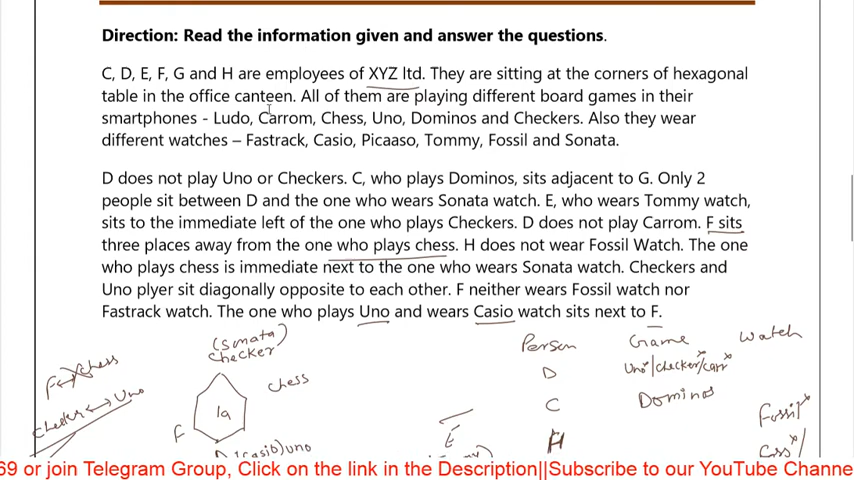 Direction: Read the information given and answer the questions.
C, D, E, F, G and H are employees of XYZ ltd. They are sitting at the corners of hexagonal
table in the office canteen. All of them are playing different board games in their
smartphones - Ludo, Carrom, Chess, Uno, Dominos and Checkers. Also they wear
different watches – Fastrack, Casio, Picaaso, Tommy, Fossil and Sonata.
D does not play Uno or Checkers. C, who plays Dominos, sits adjacent to G. Only 2
people sit between D and the one who wears Sonata watch. E, who wears Tommy watch,
sits to the immediate left of the one who plays Checkers. D does not play Carrom. F sits
three places away from the one who plays chess. H does not wear Fossil Watch. The one
who plays chess is immediate next to the one who wears Sonata watch. Checkers and
Uno plyer sit diagonally opposite to each other. F neither wears Fossil watch nor
Fastrack watch. The one who plays Uno and wears Casio watch sits next to F.
(Sonata)
checker
Person
Game
Watch
F↔chess
chess
D
Uno/checker/carr
checker↔Uno
C
Dominos
F
Fossil
E
H
uno
69 or join Telegram Group, Click on the link in the Description||Subscribe to our YouTube Channe